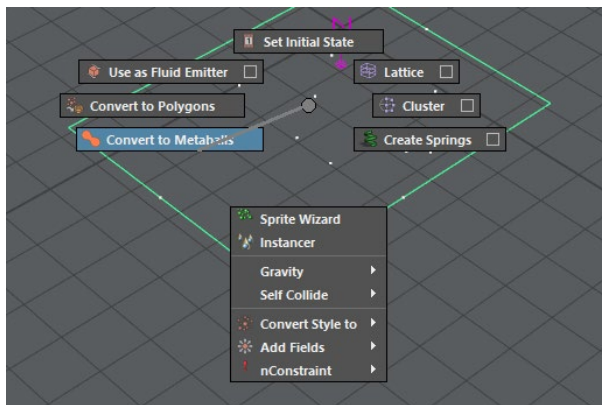 Set Initial State
Use as Fluid Emitter
Lattice
Convert to Polygons
Cluster
Convert to Metaballs
Create Springs
Sprite Wizard
Instancer
Gravity
Self Collide
Convert Style to
Add Fields
nConstraint